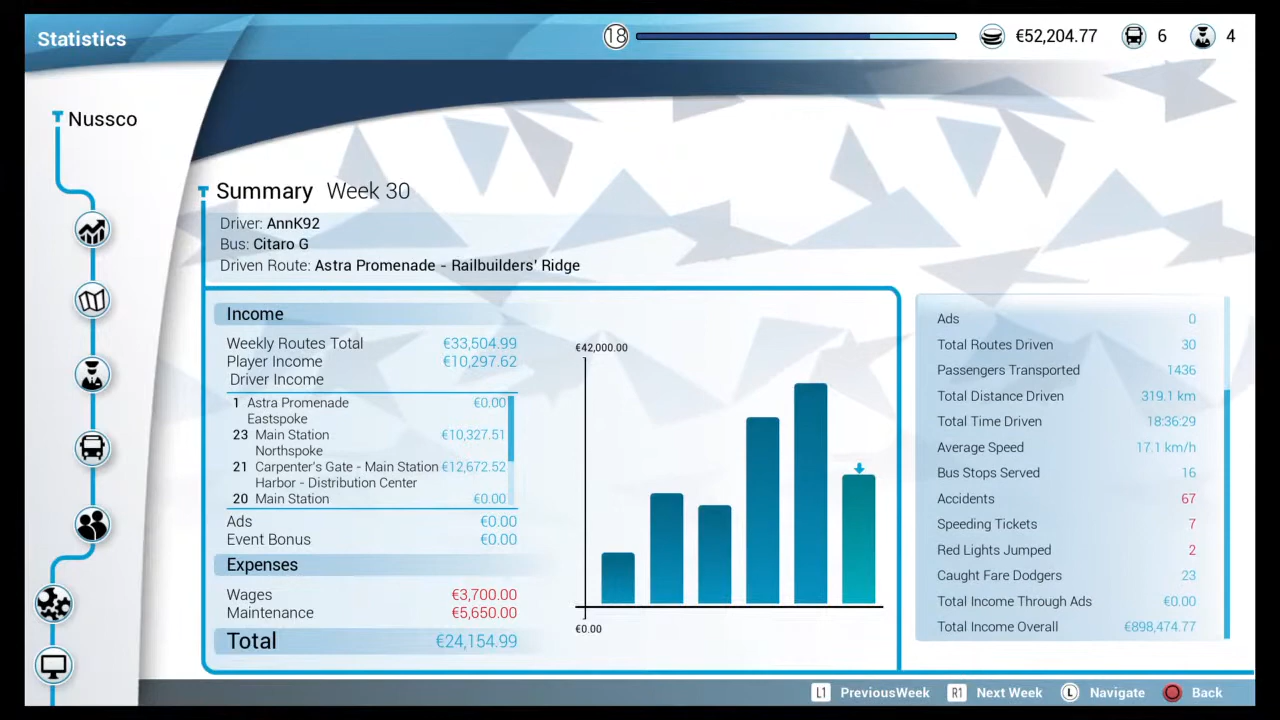 Statistics
18
€52,204.77
6
4
Nussco
Summary Week 30
Driver: AnnK92
Bus: Citaro G
Driven Route: Astra Promenade - Railbuilders' Ridge
Income
Weekly Routes Total €33,504.99
Player Income €10,297.62
Driver Income
1 Astra Promenade €0.00
Eastspoke
23 Main Station €10,327.51
Northspoke
21 Carpenter's Gate - Main Station €12,672.52
Harbor - Distribution Center
20 Main Station €0.00
Ads €0.00
Event Bonus €0.00
Expenses
Wages €3,700.00
Maintenance €5,650.00
Total €24,154.99
€42,000.00
€0.00
Ads 0
Total Routes Driven 30
Passengers Transported 1436
Total Distance Driven 319.1 km
Total Time Driven 18:36:29
Average Speed 17.1 km/h
Bus Stops Served 16
Accidents 67
Speeding Tickets 7
Red Lights Jumped 2
Caught Fare Dodgers 23
Total Income Through Ads €0.00
Total Income Overall €898,474.77
L1 PreviousWeek R1 Next Week L Navigate Back